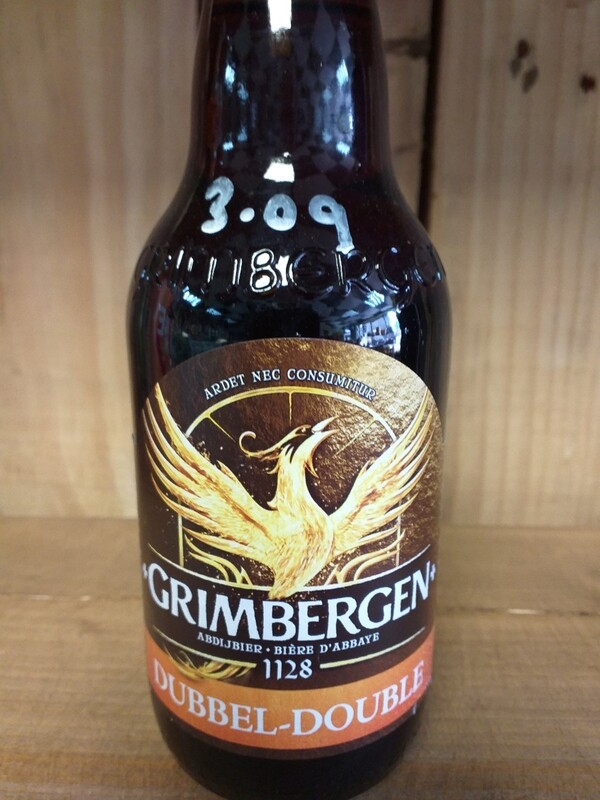 3.09
GRIMBERGEN
ARDET NEC CONSUMITUR
GRIMBERGEN
ABDIJBIER • BIÈRE D'ABBAYE
1128
DUBBEL-DOUBLE